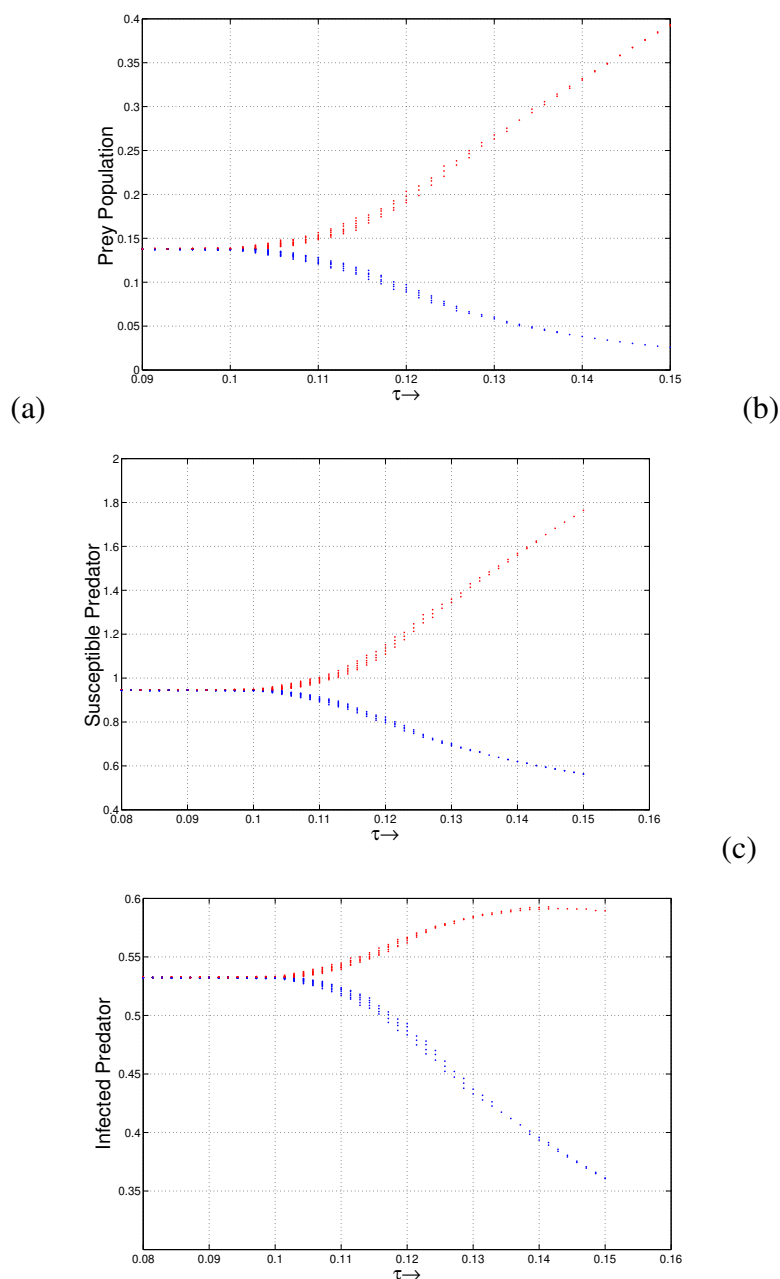 0.4
0.35
0.3
0.25
0.2
0.15
0.1
0.05
0
Prey Population
0.09 0.1 0.11 0.12 0.13 0.14 0.15
τ→
(a) (b)
2
1.8
1.6
1.4
1.2
1
0.8
0.6
0.4
Susceptible Predator
0.08 0.09 0.1 0.11 0.12 0.13 0.14 0.15 0.16
τ→
(c)
0.6
0.55
0.5
0.45
0.4
0.35
Infected Predator
0.08 0.09 0.1 0.11 0.12 0.13 0.14 0.15 0.16
τ→